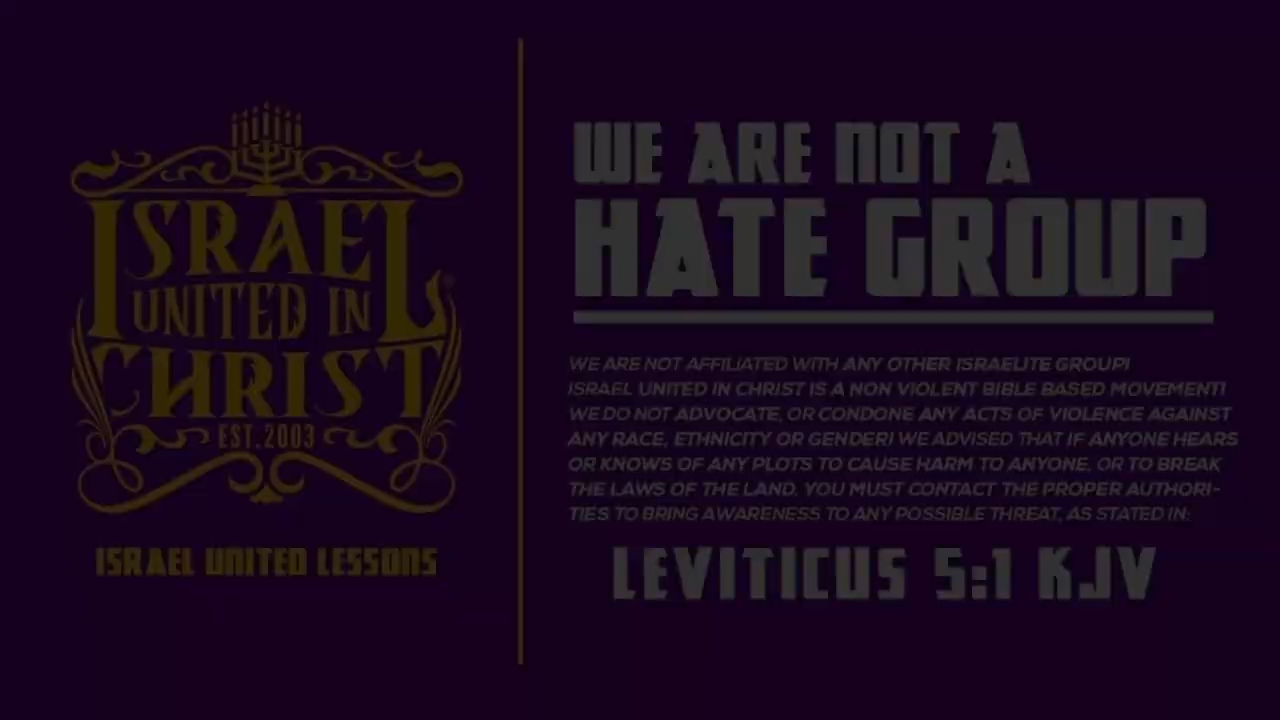 ISRAEL
UNITED IN
CHRIST
EST. 2003
ISRAEL UNITED LESSONS
WE ARE NOT A
HATE GROUP
WE ARE NOT AFFILIATED WITH ANY OTHER ISRAELITE GROUP!
ISRAEL UNITED IN CHRIST IS A NON VIOLENT BIBLE BASED MOVEMENT!
WE DO NOT ADVOCATE, OR CONDONE ANY ACTS OF VIOLENCE AGAINST
ANY RACE, ETHNICITY OR GENDER! WE ADVISED THAT IF ANYONE HEARS
OR KNOWS OF ANY PLOTS TO CAUSE HARM TO ANYONE, OR TO BREAK
THE LAWS OF THE LAND. YOU MUST CONTACT THE PROPER AUTHORI-
TIES TO BRING AWARENESS TO ANY POSSIBLE THREAT, AS STATED IN:
LEVITICUS 5:1 KJV